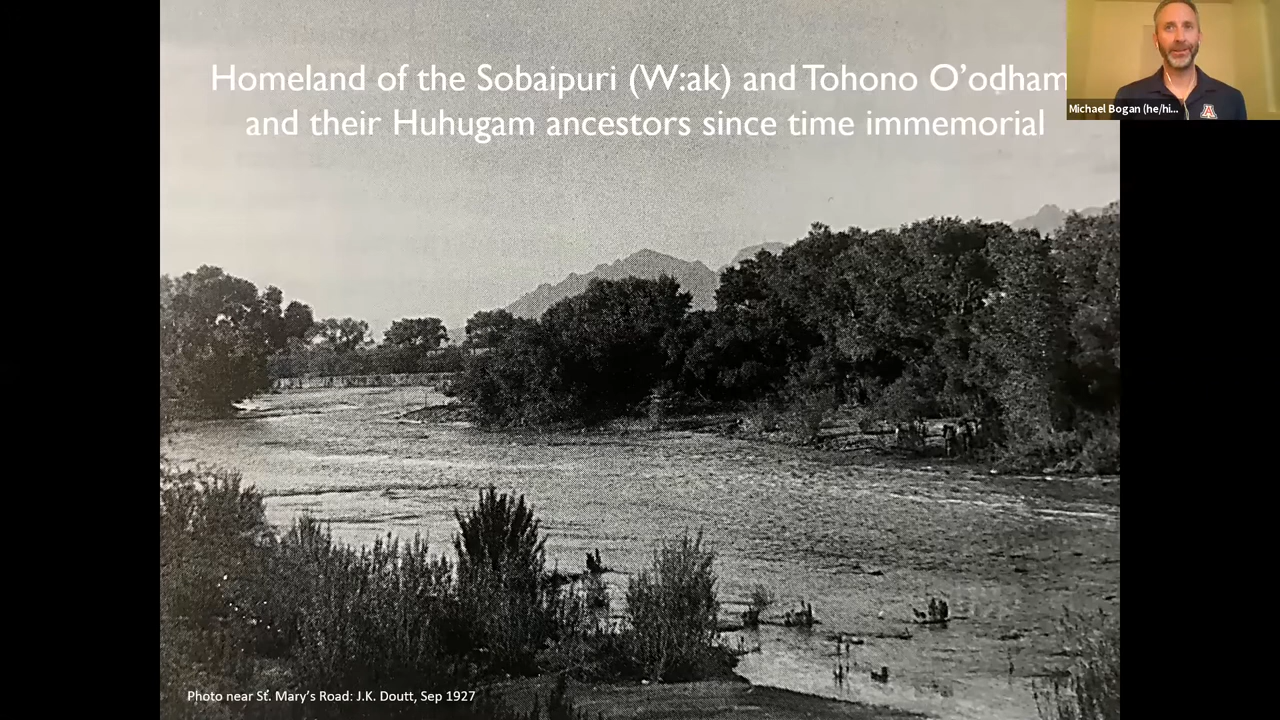 Homeland of the Sobaipuri (W:ak) and Tohono O’odham
and their Huhugam ancestors since time immemorial
Michael Bogan (he/hi...
A
Photo near St. Mary’s Road: J.K. Doutt, Sep 1927